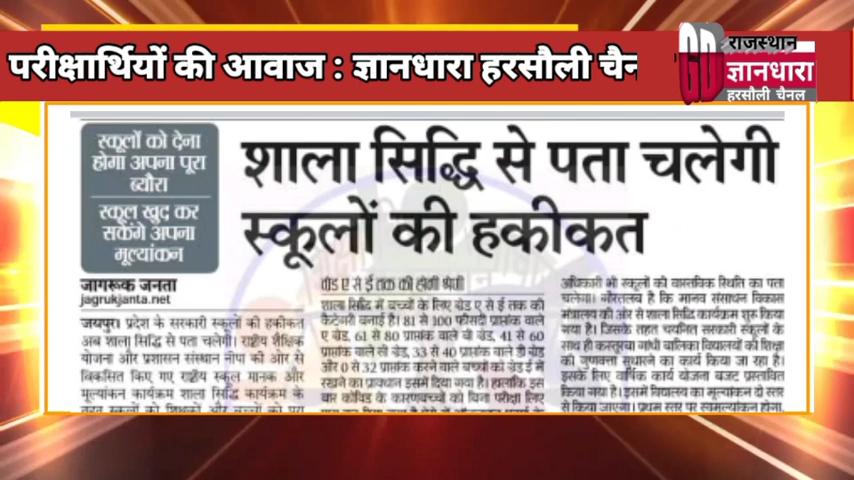 परीक्षार्थियों की आवाज : ज्ञानधारा हरसौली चैन
GD
राजस्थान
ज्ञानधारा
हरसौली चैनल
स्कूलों को देना
होगा अपना पूरा
ब्यौरा
स्कूल खुद कर
सकेंगे अपना
मूल्यांकन
शाला सिद्धि से पता चलेगी
स्कूलों की हकीकत
जागरूक जनता
jagrukjanta.net
जयपुर। प्रदेश के सरकारी स्कूलों की हकीकत
अब शाला सिद्धि से पता चलेगी। राष्ट्रीय शैक्षिक
योजना और प्रशासन संस्थान नीपा की ओर से
विकसित किए गए राष्ट्रीय स्कूल मानक और
मूल्यांकन कार्यक्रम शाला सिद्धि कार्यक्रम के
तहत स्कूलों को शिक्षकों और बच्चों को पूरा
ग्रेड ए से ई तक की होगी श्रेणी
शाला सिद्धि में बच्चों के लिए ग्रेड ए से ई तक की
कैटेगरी बनाई है। 81 से 100 फीसदी प्राप्तांक वाले
ए ग्रेड, 61 से 80 प्राप्तांक वाले बी ग्रेड, 41 से 60
प्राप्तांक वाले सी ग्रेड, 33 से 40 प्राप्तांक वाले डी ग्रेड
और 0 से 32 प्राप्तांक करने वाले बच्चों को ग्रेड ई में
रखने का प्रावधान इसमें दिया गया है। हालांकि इस
बार कोविड के कारणबच्चों को बिना परीक्षा लिए
अधिकारी भी स्कूलों की वास्तविक स्थिति का पता
चलेगा। गौरतलब है कि मानव संसाधन विकास
मंत्रालय की ओर से शाला सिद्धि कार्यक्रम शुरू किया
गया है। जिसके तहत चयनित सरकारी स्कूलों के
साथ ही कस्तूरबा गांधी बालिका विद्यालयों की शिक्षा
की गुणवत्ता सुधारने का कार्य किया जा रहा है।
इसके लिए वार्षिक कार्य योजना बजट प्रस्तावित
किया गया है। इसमें विद्यालय का मूल्यांकन दो स्तर
से किया जाएगा। प्रथम स्तर पर स्वमूल्यांकन होगा,